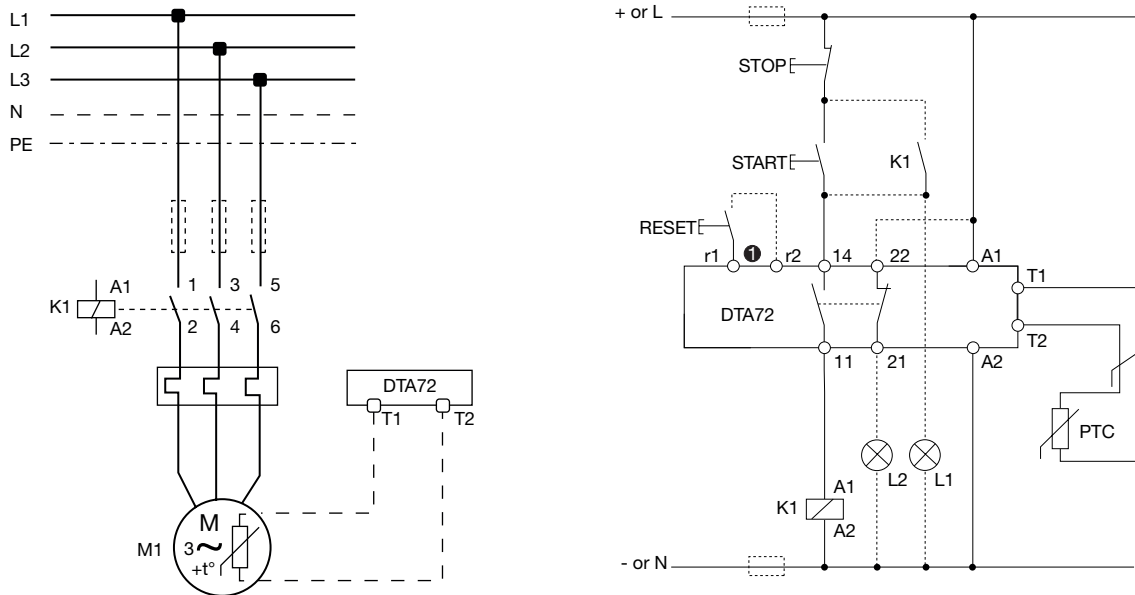 L1
L2
L3
N
PE
1 3 5
K1 A1
A2
2 4 6
DTA72
T1 T2
M1
M
3 ~
+t°
+ or L
STOP
START K1
RESET
r1 1 r2 14 22 A1
T1
DTA72
T2
11 21 A2
PTC
L2 L1
K1 A1
A2
- or N